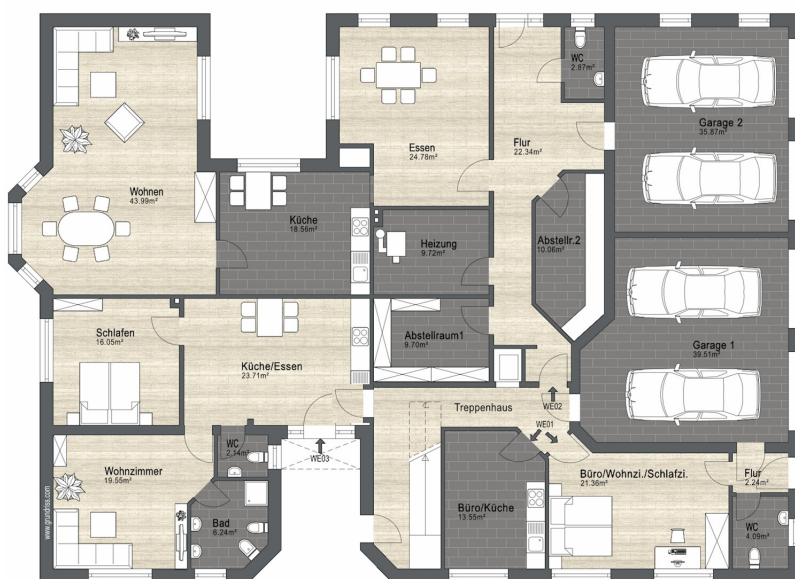 WC
2.87m²
Garage 2
35.87m²
Essen
24.78m²
Flur
22.34m²
Wohnen
43.99m²
Küche
18.56m²
Heizung
9.72m²
Abstellr.2
10.06m²
Schlafen
16.05m²
Küche/Essen
23.71m²
Abstellraum1
9.70m²
Garage 1
39.51m²
Treppenhaus
WE02
WE01
WE03
WC
2.14m²
Wohnzimmer
19.55m²
Bad
6.24m²
Büro/Küche
13.55m²
Büro/Wohnzi./Schlafzi.
21.36m²
Flur
2.24m²
WC
4.09m²
www.grundriss.com